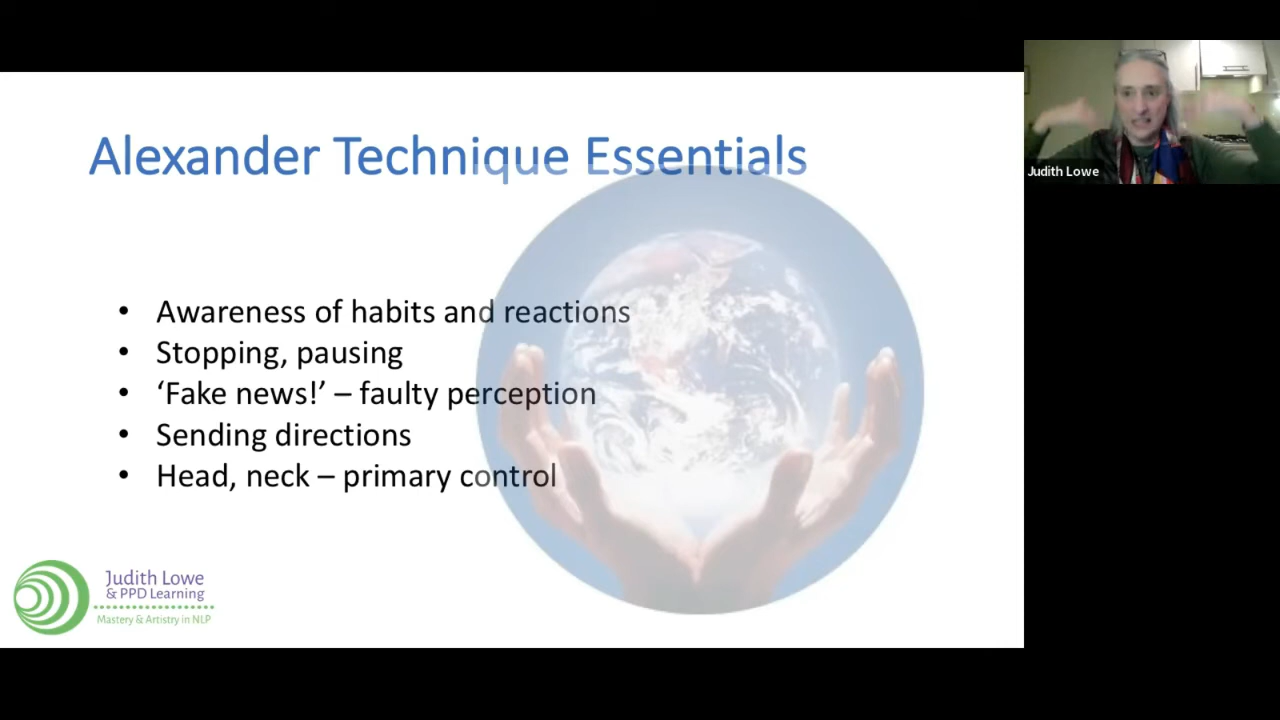 Alexander Technique Essentials
• Awareness of habits and reactions
• Stopping, pausing
• ‘Fake news!’ – faulty perception
• Sending directions
• Head, neck – primary control
Judith Lowe
& PPD Learning
Mastery & Artistry in NLP
Judith Lowe